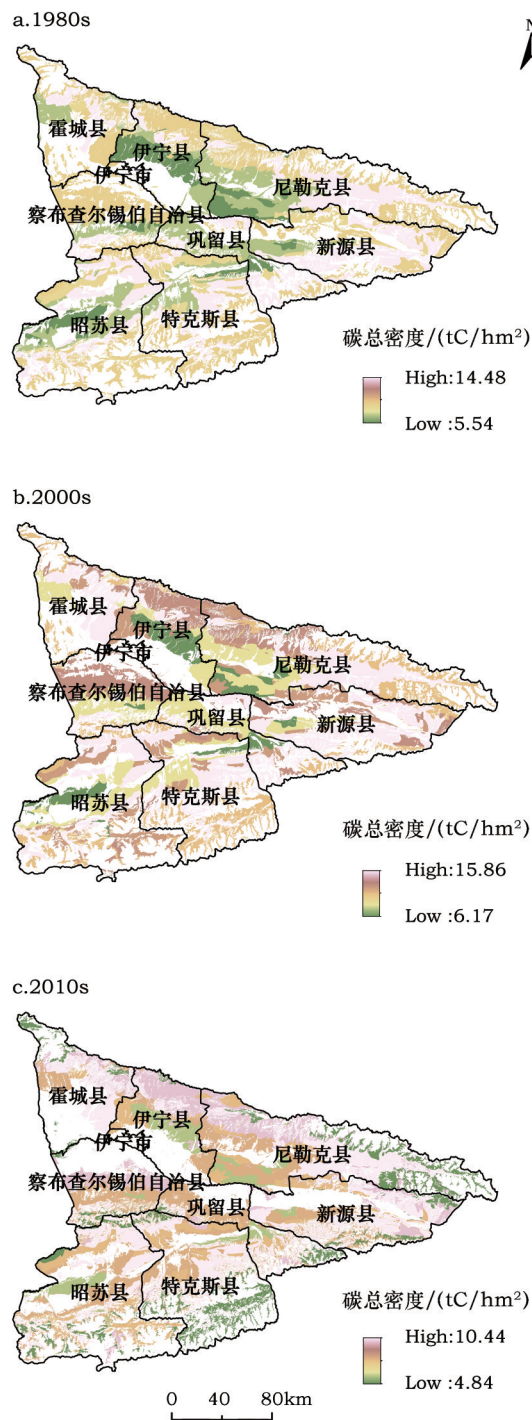 a.1980s
N
霍城县
伊宁县
伊宁市
尼勒克县
察布查尔锡伯自治县
巩留县
新源县
昭苏县
特克斯县
碳总密度/(tC/hm²)
High:14.48
Low :5.54
b.2000s
霍城县
伊宁县
伊宁市
尼勒克县
察布查尔锡伯自治县
巩留县
新源县
昭苏县
特克斯县
碳总密度/(tC/hm²)
High:15.86
Low :6.17
c.2010s
霍城县
伊宁县
伊宁市
尼勒克县
察布查尔锡伯自治县
巩留县
新源县
昭苏县
特克斯县
碳总密度/(tC/hm²)
High:10.44
Low :4.84
0 40 80km